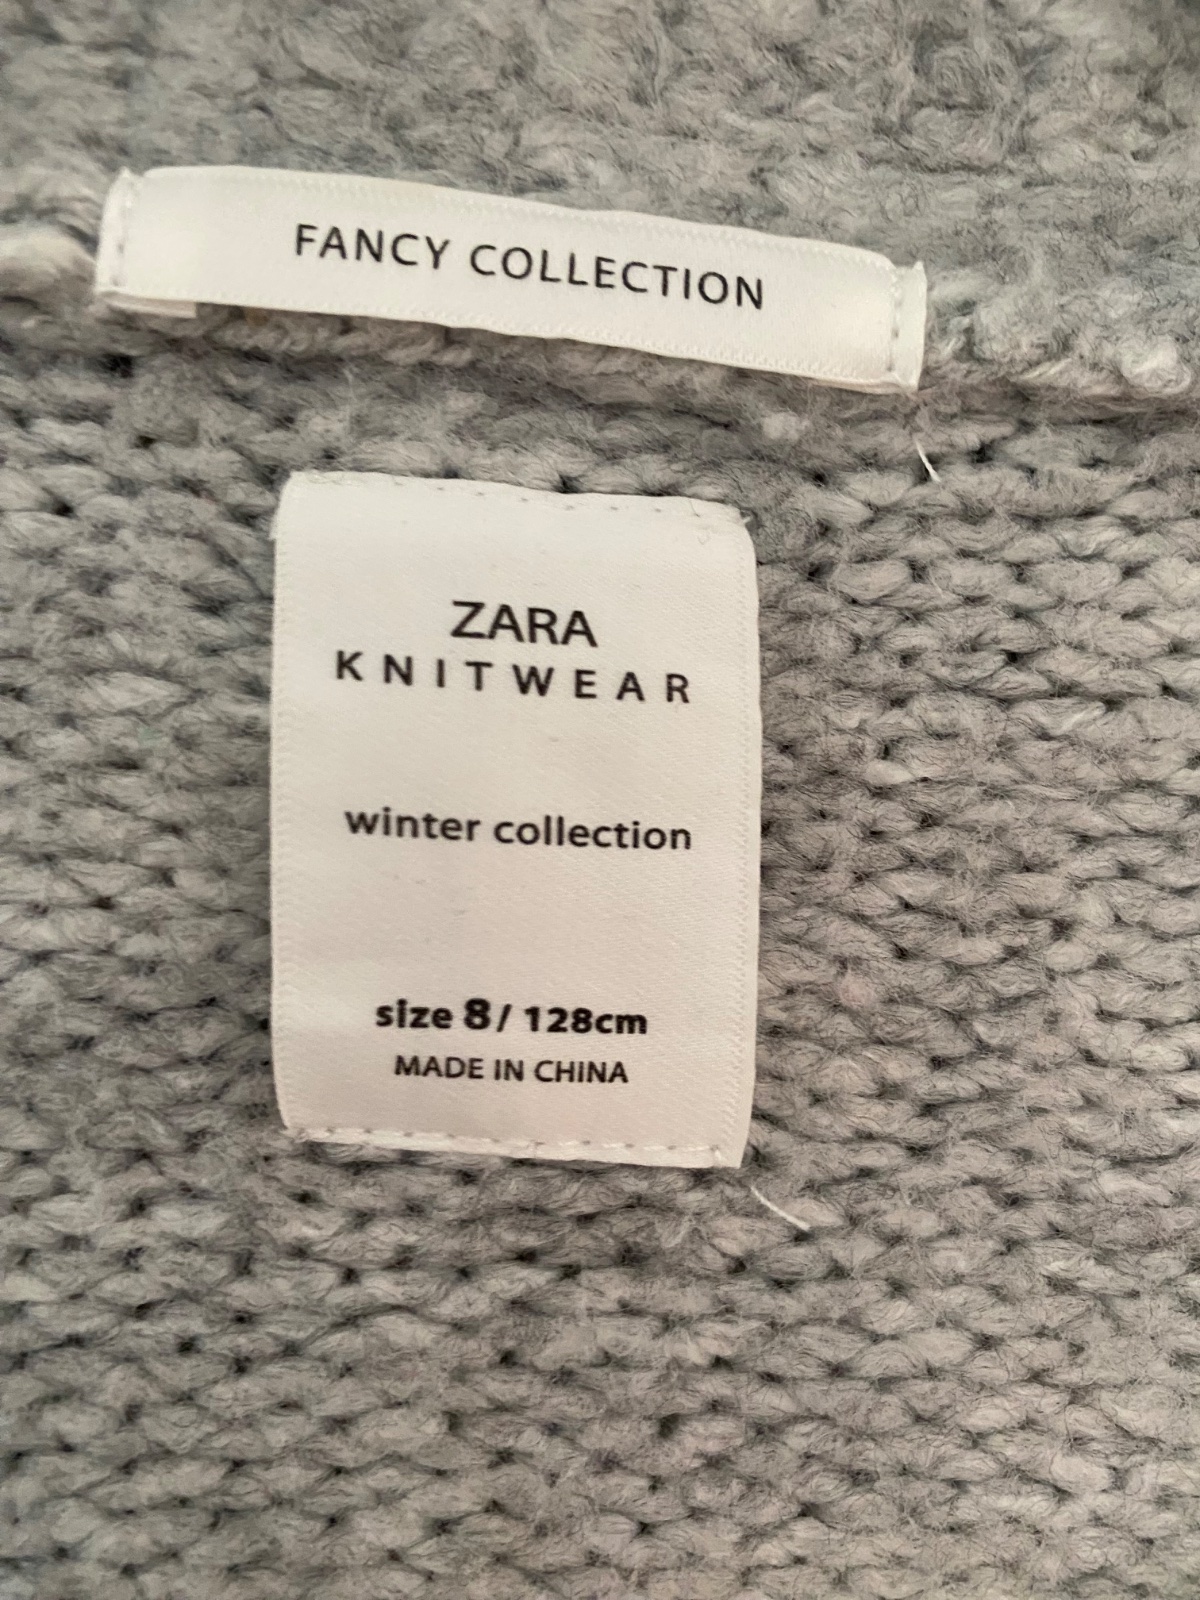 FANCY COLLECTION
ZARA
KNITWEAR
winter collection
size 8/ 128cm
MADE IN CHINA